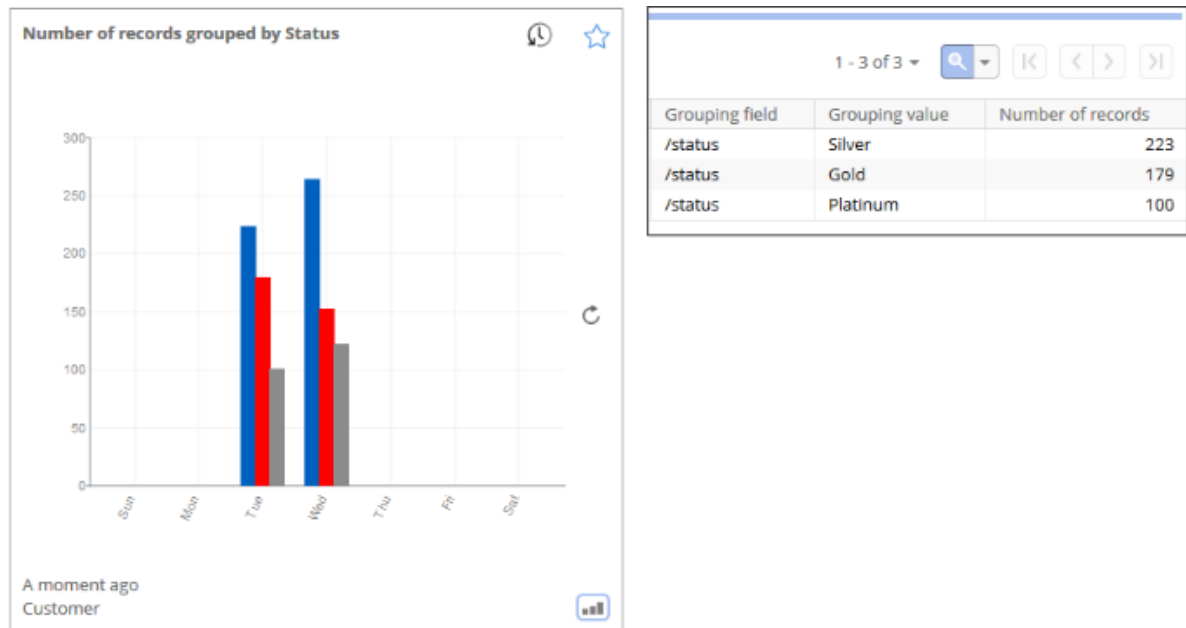 Number of records grouped by Status
300
250
200
150
100
50
0
Sun
Mon
Tue
Wed
Thu
Fri
Sat
A moment ago
Customer
1 - 3 of 3
Grouping field Grouping value Number of records
/status Silver 223
/status Gold 179
/status Platinum 100